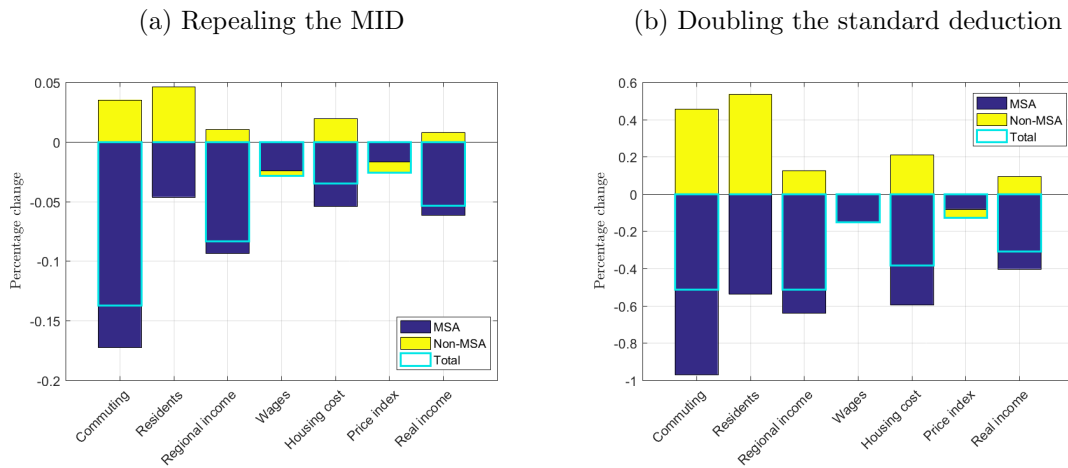 (a) Repealing the MID
0.05
0
-0.05
-0.1
-0.15
-0.2
Percentage change
MSA
Non-MSA
Total
Commuting
Residents
Regional income
Wages
Housing cost
Price index
Real income
(b) Doubling the standard deduction
0.6
0.4
0.2
0
-0.2
-0.4
-0.6
-0.8
-1
Percentage change
MSA
Non-MSA
Total
Commuting
Residents
Regional income
Wages
Housing cost
Price index
Real income